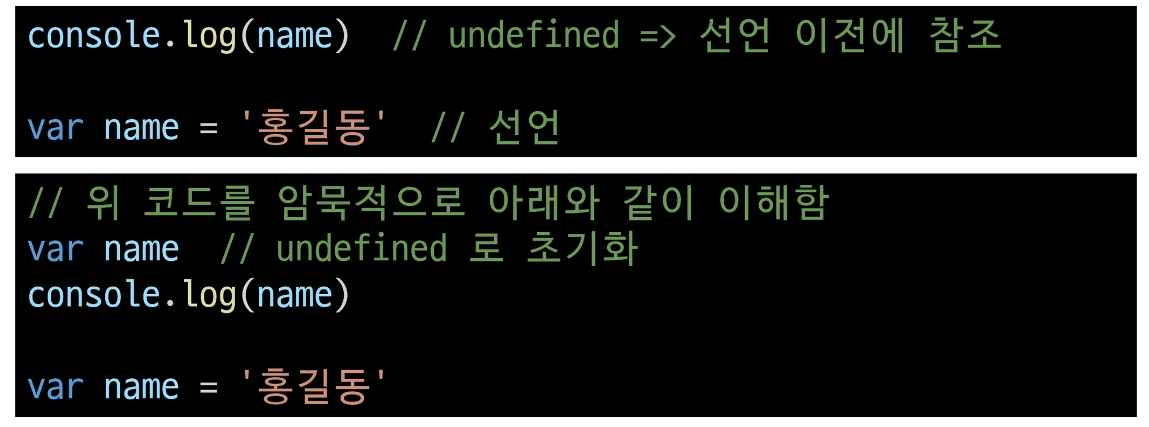 console.log(name)  // undefined => 선언 이전에 참조
var name = '홍길동'  // 선언
// 위 코드를 암묵적으로 아래와 같이 이해함
var name  // undefined 로 초기화
console.log(name)
var name = '홍길동'